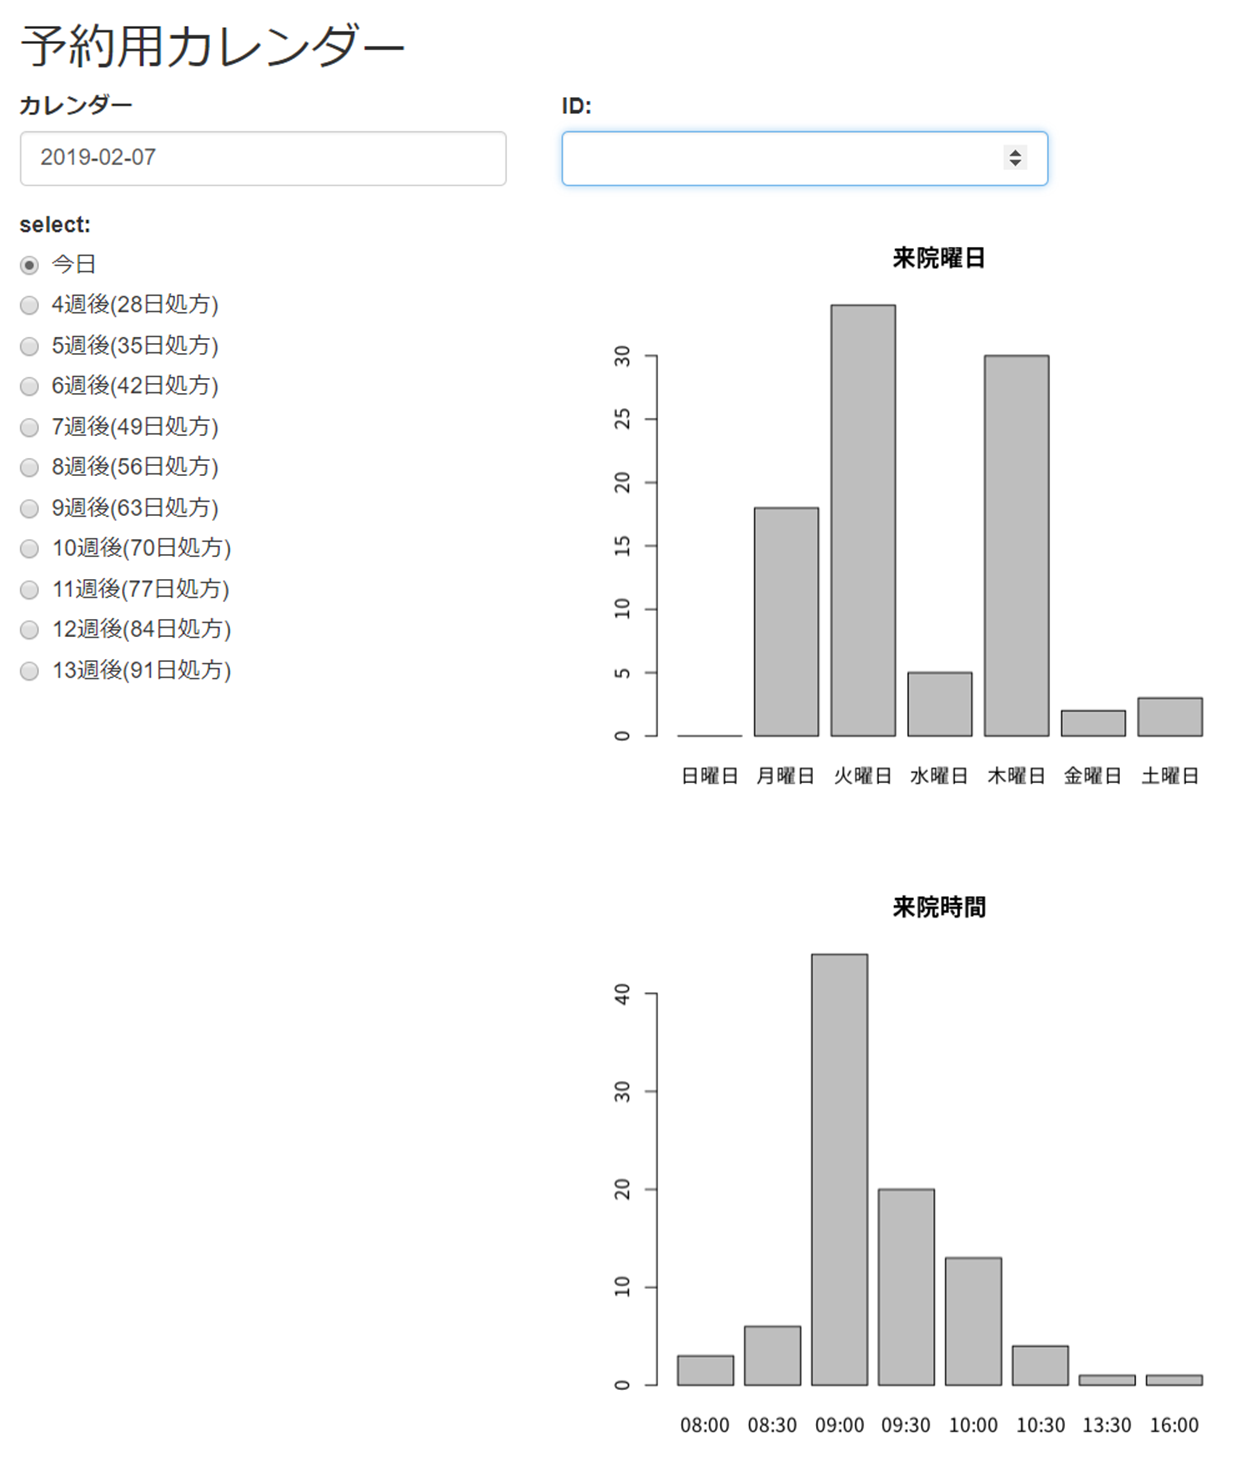 予約用カレンダー
カレンダー
2019-02-07
select:
今日
4週後(28日処方)
5週後(35日処方)
6週後(42日処方)
7週後(49日処方)
8週後(56日処方)
9週後(63日処方)
10週後(70日処方)
11週後(77日処方)
12週後(84日処方)
13週後(91日処方)
ID:
来院曜日
30
25
20
15
10
5
0
日曜日 月曜日 火曜日 水曜日 木曜日 金曜日 土曜日
来院時間
40
30
20
10
0
08:00 08:30 09:00 09:30 10:00 10:30 13:30 16:00